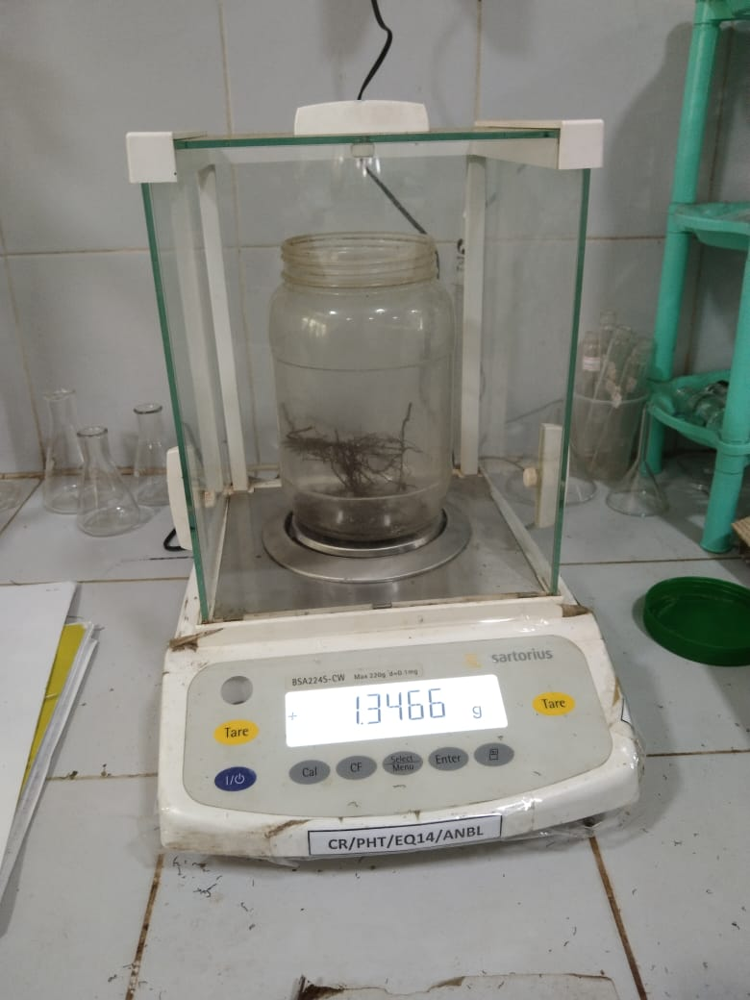 sartorius
BSA224S-CW Max 220g d=0.1mg
+ 1.3466 g
Tare
Tare
I/
Cal
CF
Select
Menu
Enter
CR/PHT/EQ14/ANBL